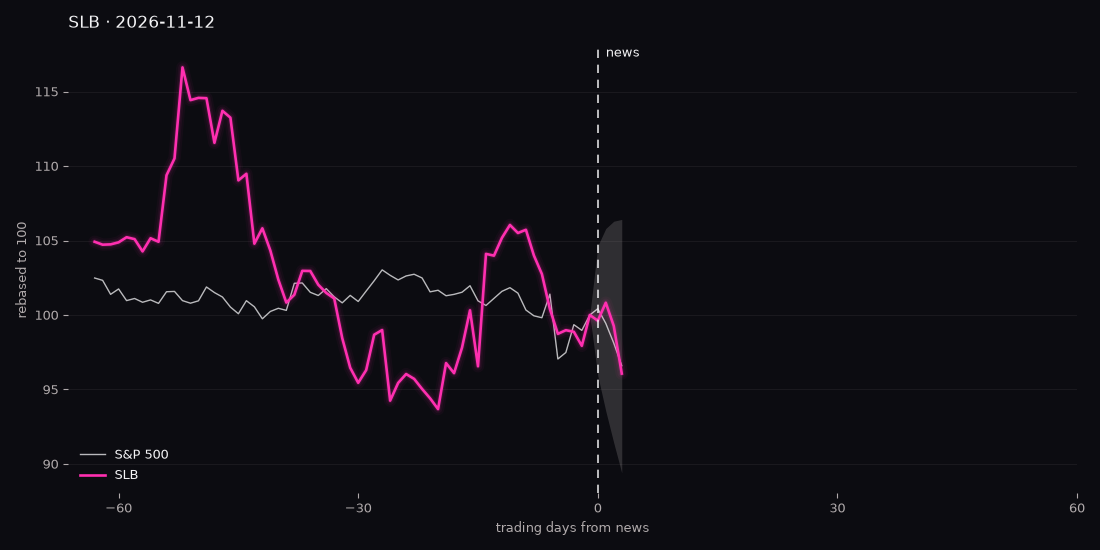 SLB · 2026-11-12
news
115
110
105
100
95
90
rebased to 100
S&P 500
SLB
−60
−30
0
30
60
trading days from news